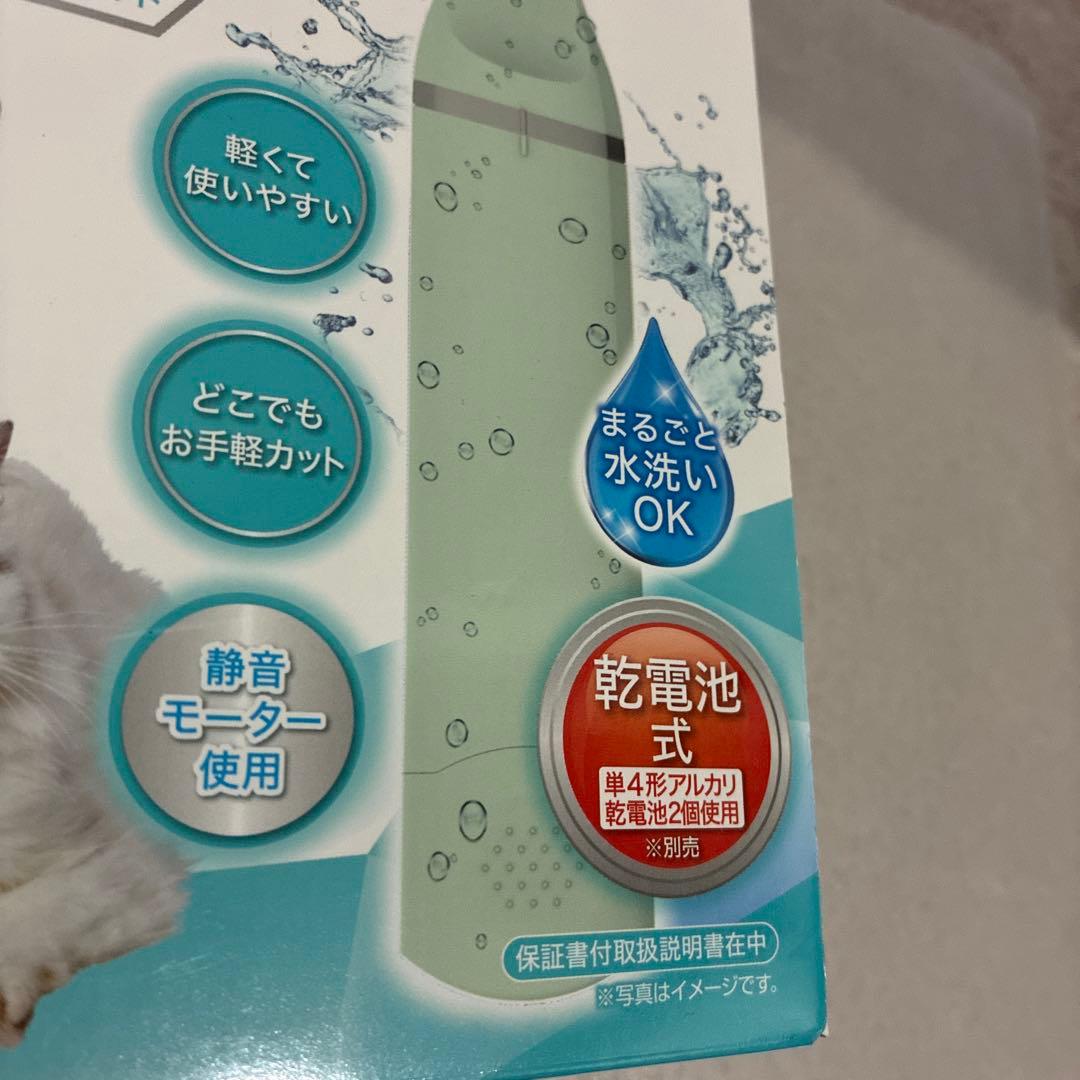 軽くて
使いやすい
どこでも
お手軽カット
まるごと
水洗い
OK
静音
モーター
使用
乾電池
式
単4形アルカリ
乾電池2個使用
※別売
保証書付取扱説明書在中
※写真はイメージです。